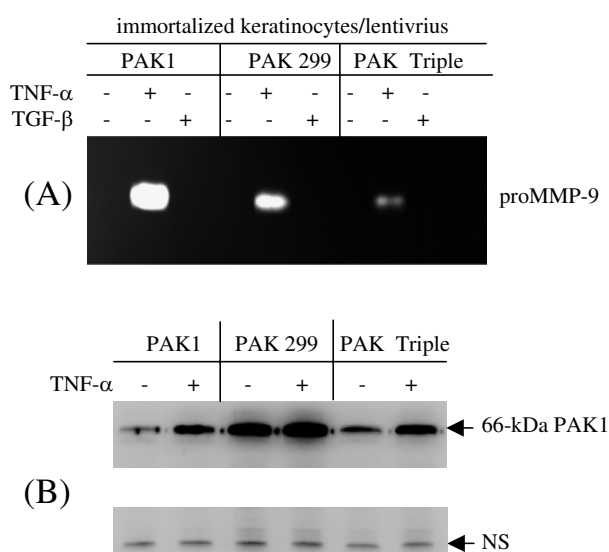 immortalized keratinocytes/lentivrius
PAK1 PAK 299 PAK Triple
TNF-α - + - - + - - + -
TGF-β - - + - - + - - +
(A) proMMP-9
PAK1 PAK 299 PAK Triple
TNF-α - + - + - +
66-kDa PAK1
(B)
NS